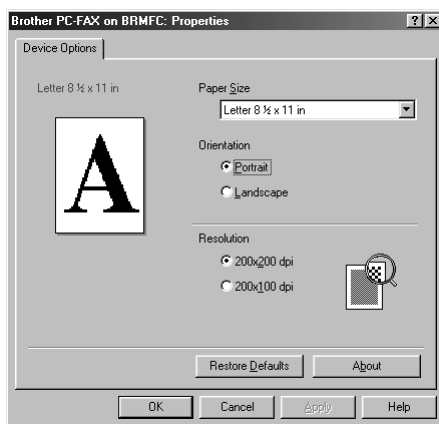 Brother PC-FAX on BRMFC: Properties
Device Options
Letter 8 ½ x 11 in
Paper Size
Letter 8 ½ x 11 in
Orientation
Portrait
Landscape
A
Resolution
200x200 dpi
200x100 dpi
Restore Defaults
About
OK
Cancel
Apply
Help